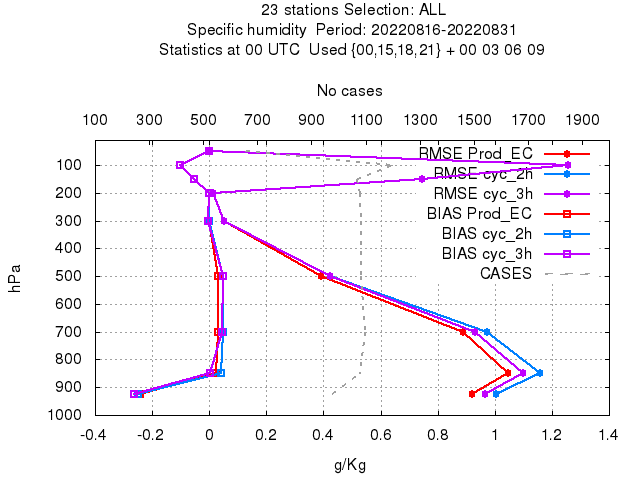 23 stations Selection: ALL
Specific humidity  Period: 20220816-20220831
Statistics at 00 UTC  Used {00,15,18,21} + 00 03 06 09
No cases
100 300 500 700 900 1100 1300 1500 1700 1900
RMSE Prod_EC
RMSE cyc_2h
RMSE cyc_3h
BIAS Prod_EC
BIAS cyc_2h
BIAS cyc_3h
CASES
hPa
100
200
300
400
500
600
700
800
900
1000
-0.4 -0.2 0 0.2 0.4 0.6 0.8 1 1.2 1.4
g/Kg